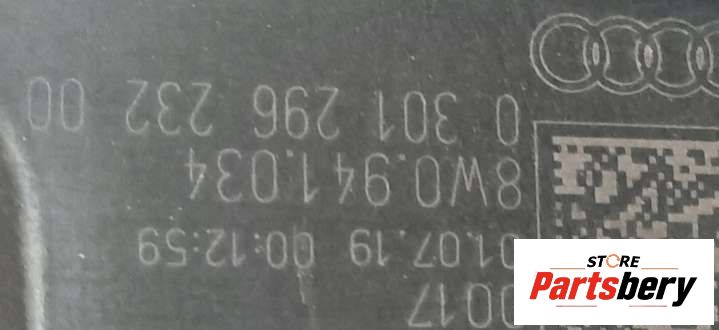 0017
01.07.19 00:12:59
8W0.941.034
0 301 296 232 00
STORE
Partsbery